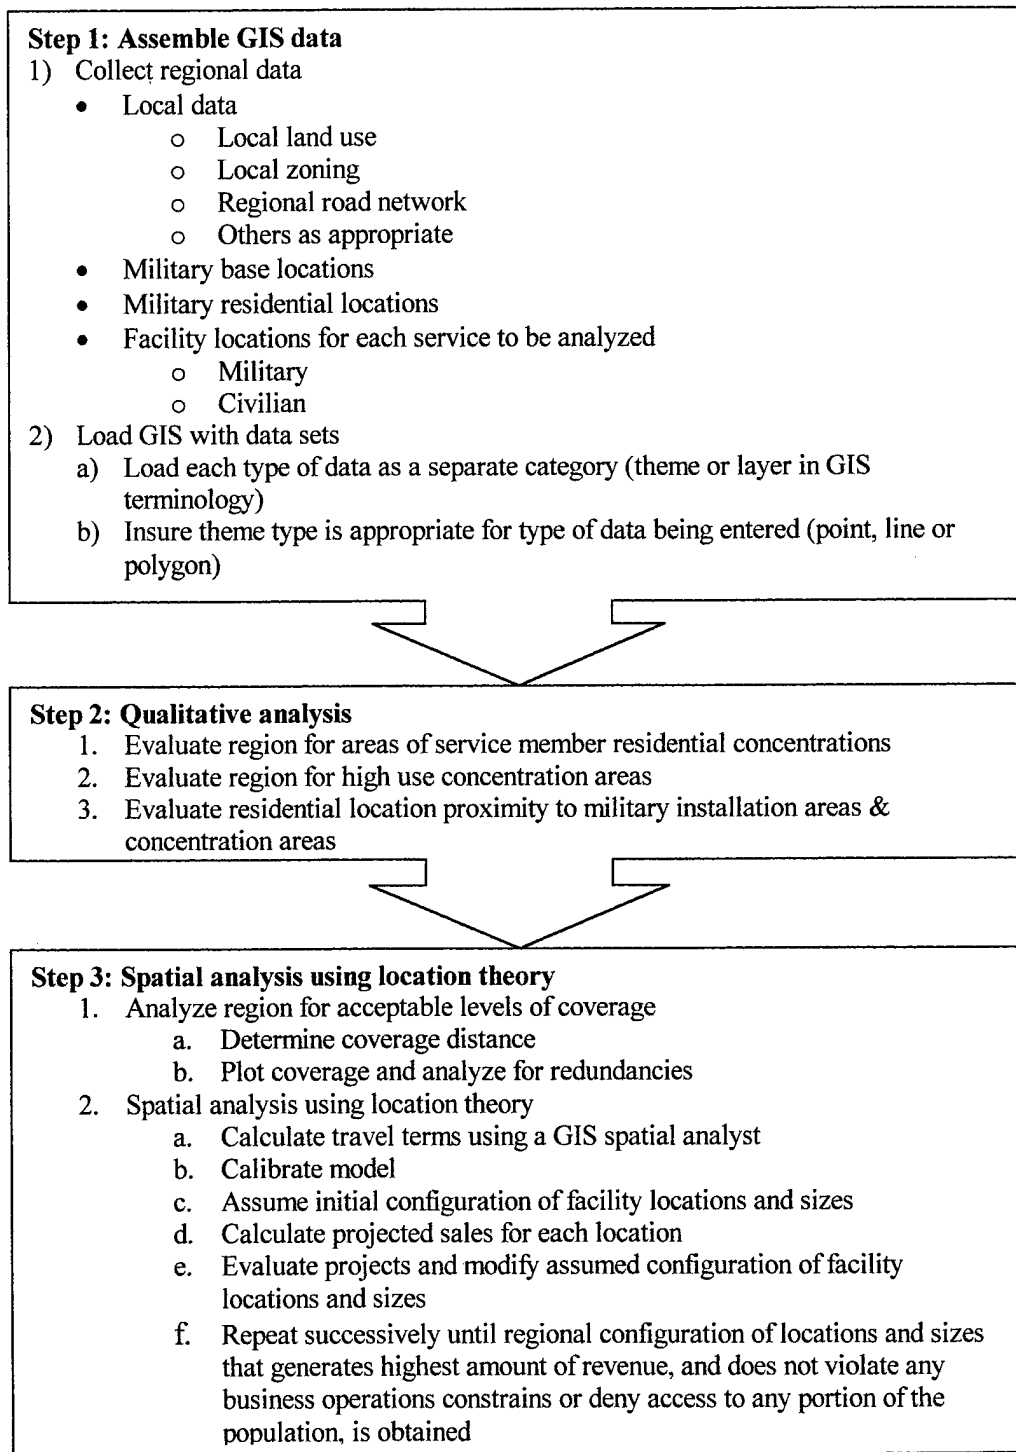 Step 1: Assemble GIS data
1) Collect regional data
• Local data
o Local land use
o Local zoning
o Regional road network
o Others as appropriate
• Military base locations
• Military residential locations
• Facility locations for each service to be analyzed
o Military
o Civilian
2) Load GIS with data sets
a) Load each type of data as a separate category (theme or layer in GIS
terminology)
b) Insure theme type is appropriate for type of data being entered (point, line or
polygon)
Step 2: Qualitative analysis
1. Evaluate region for areas of service member residential concentrations
2. Evaluate region for high use concentration areas
3. Evaluate residential location proximity to military installation areas &
concentration areas
Step 3: Spatial analysis using location theory
1. Analyze region for acceptable levels of coverage
a. Determine coverage distance
b. Plot coverage and analyze for redundancies
2. Spatial analysis using location theory
a. Calculate travel terms using a GIS spatial analyst
b. Calibrate model
c. Assume initial configuration of facility locations and sizes
d. Calculate projected sales for each location
e. Evaluate projects and modify assumed configuration of facility
locations and sizes
f. Repeat successively until regional configuration of locations and sizes
that generates highest amount of revenue, and does not violate any
business operations constrains or deny access to any portion of the
population, is obtained